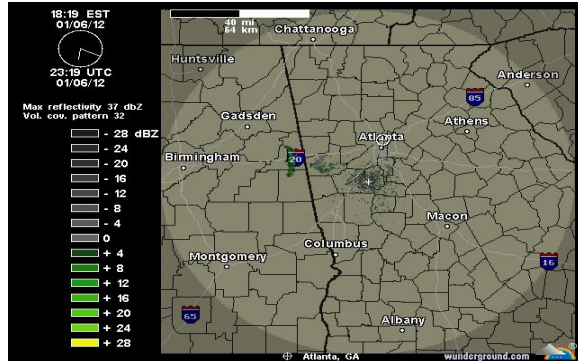 18:19 EST
01/06/12
23:19 UTC
01/06/12
Max reflectivity 37 dbZ
Vol. cov. pattern 32
- 28 dBZ
- 24
- 20
- 16
- 12
- 8
- 4
0
+ 4
+ 8
+ 12
+ 16
+ 20
+ 24
+ 28
40 mi
64 km
Chattanooga
Huntsville
Anderson
85
Gadsden
Athens
Atlanta
Birmingham
20
Macon
Columbus
Montgomery
16
65
Albany
Atlanta, GA
wunderground.com
®